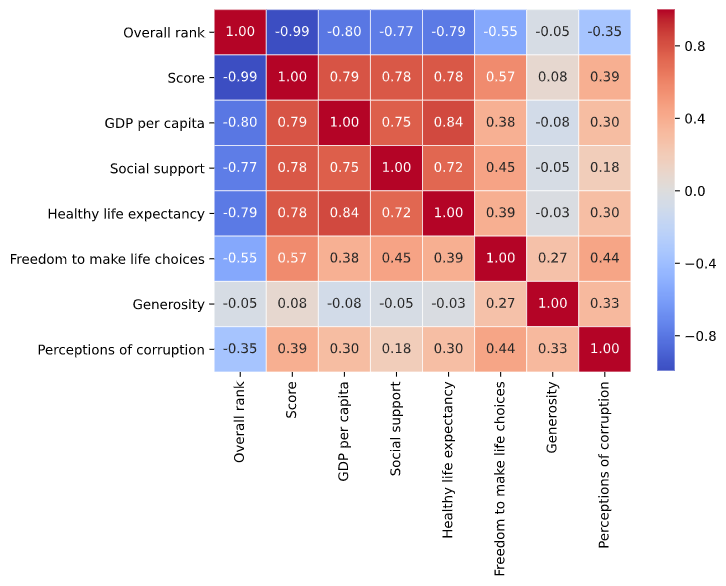 Overall rank 1.00 -0.99 -0.80 -0.77 -0.79 -0.55 -0.05 -0.35
Score -0.99 1.00 0.79 0.78 0.78 0.57 0.08 0.39
GDP per capita -0.80 0.79 1.00 0.75 0.84 0.38 -0.08 0.30
Social support -0.77 0.78 0.75 1.00 0.72 0.45 -0.05 0.18
Healthy life expectancy -0.79 0.78 0.84 0.72 1.00 0.39 -0.03 0.30
Freedom to make life choices -0.55 0.57 0.38 0.45 0.39 1.00 0.27 0.44
Generosity -0.05 0.08 -0.08 -0.05 -0.03 0.27 1.00 0.33
Perceptions of corruption -0.35 0.39 0.30 0.18 0.30 0.44 0.33 1.00
Overall rank
Score
GDP per capita
Social support
Healthy life expectancy
Freedom to make life choices
Generosity
Perceptions of corruption
0.8
0.4
0.0
−0.4
−0.8